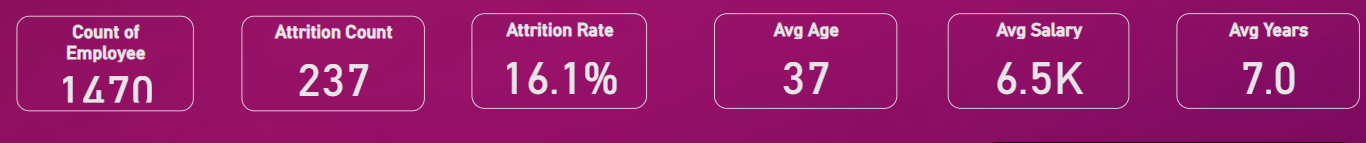 Count of
Employee
1470
Attrition Count
237
Attrition Rate
16.1%
Avg Age
37
Avg Salary
6.5K
Avg Years
7.0